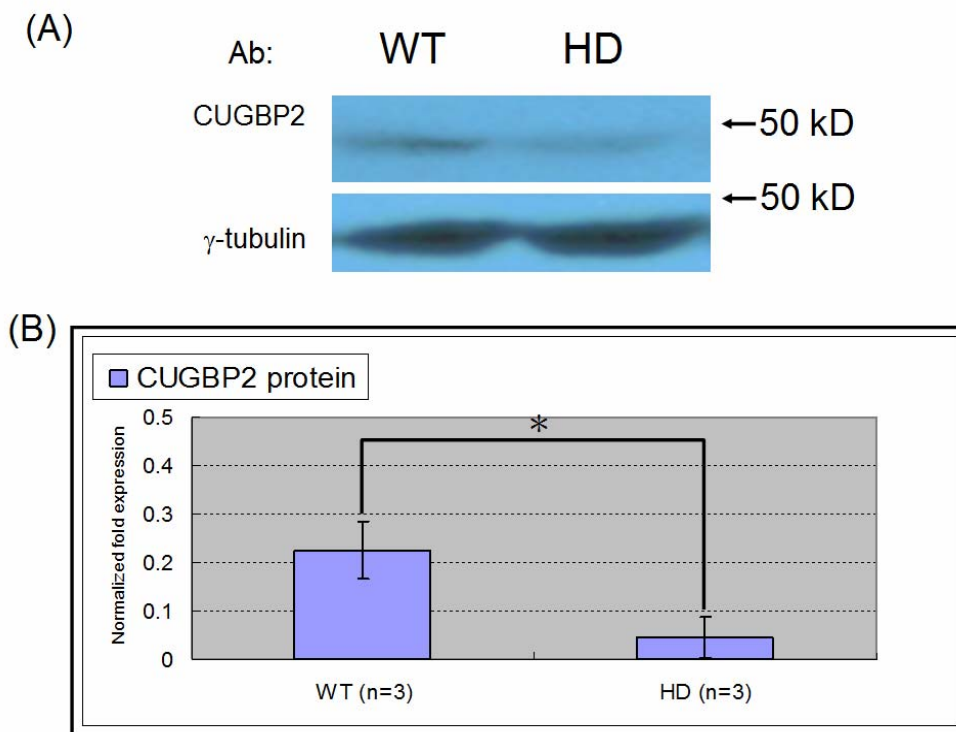 (A)
Ab: WT HD
CUGBP2
←50 kD
←50 kD
γ-tubulin
(B)
CUGBP2 protein
Normalized fold expression
0.5
0.4
0.3
0.2
0.1
0
*
WT (n=3) HD (n=3)